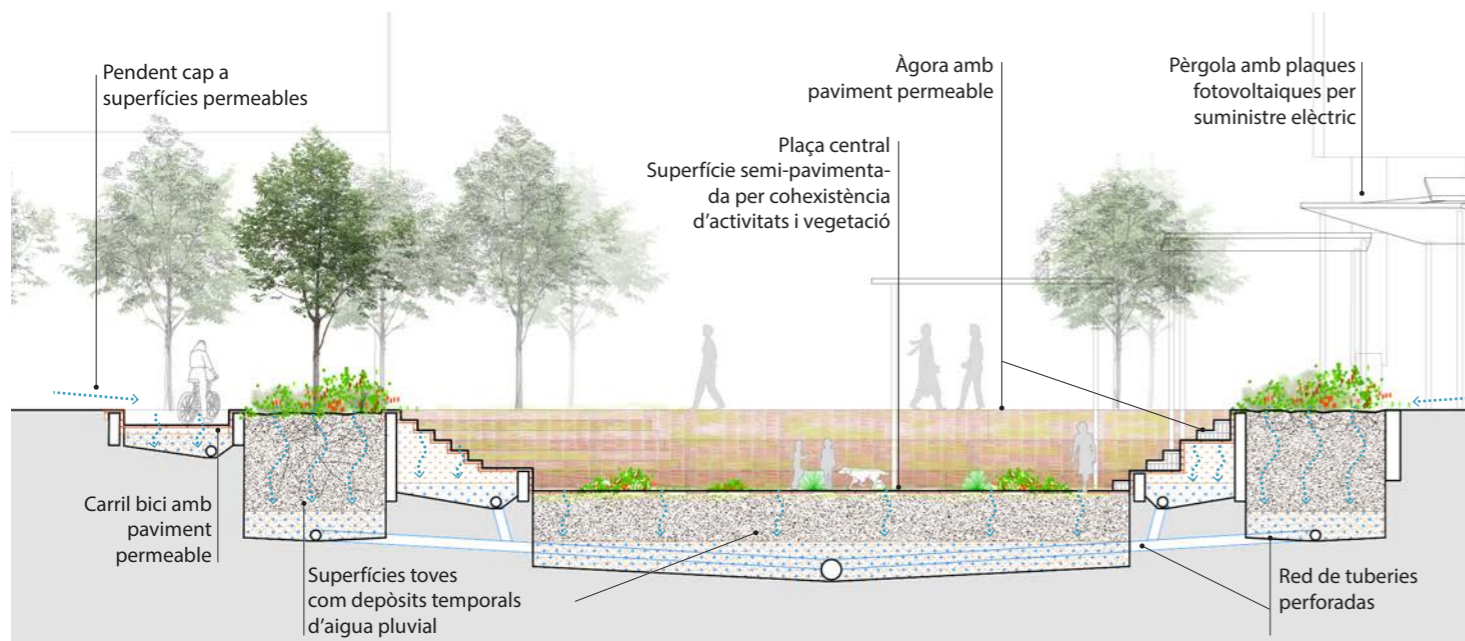 Pendent cap a
superfícies permeables
Àgora amb
paviment permeable
Pèrgola amb plaques
fotovoltaiques per
suministre elèctric
Plaça central
Superfície semi-pavimenta-
da per cohexistència
d'activitats i vegetació
Carril bici amb
paviment
permeable
Superfícies toves
com depòsits temporals
d'aigua pluvial
Red de tuberies
perforadas